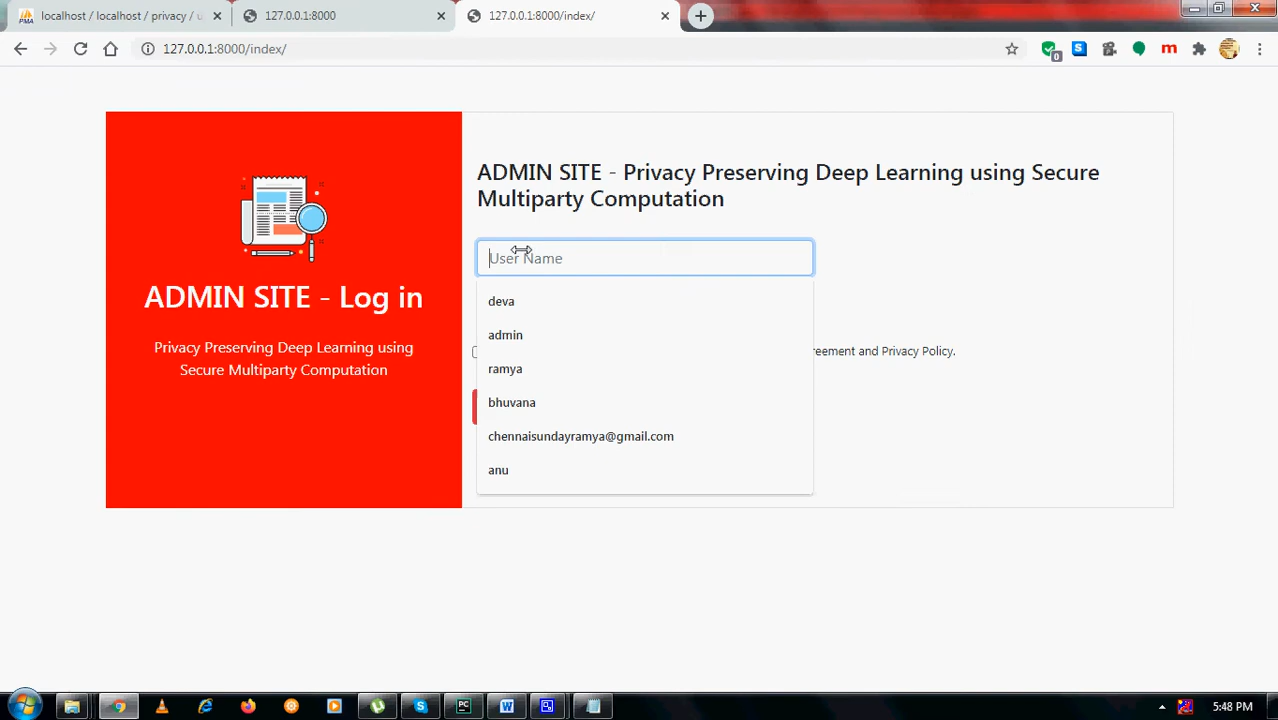 localhost / localhost / privacy / u
127.0.0.1:8000
127.0.0.1:8000/index/
127.0.0.1:8000/index/
0
S
m
ADMIN SITE - Log in
Privacy Preserving Deep Learning using
Secure Multiparty Computation
ADMIN SITE - Privacy Preserving Deep Learning using Secure
Multiparty Computation
User Name
deva
admin
ramya
bhuvana
chennaisundayramya@gmail.com
anu
reement and Privacy Policy.
5:48 PM